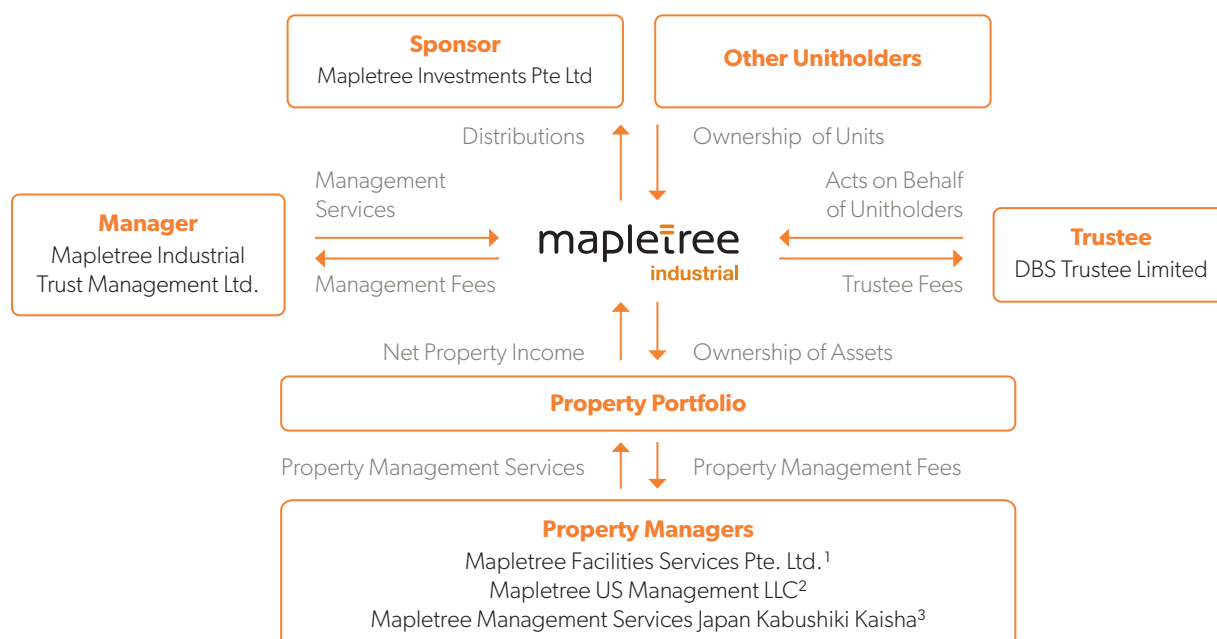 Sponsor
Mapletree Investments Pte Ltd
Other Unitholders
Distributions
Ownership of Units
Management
Services
Acts on Behalf
of Unitholders
Manager
Mapletree Industrial
Trust Management Ltd.
mapletree
industrial
Trustee
DBS Trustee Limited
Management Fees
Trustee Fees
Net Property Income
Ownership of Assets
Property Portfolio
Property Management Services
Property Management Fees
Property Managers
Mapletree Facilities Services Pte. Ltd.¹
Mapletree US Management LLC²
Mapletree Management Services Japan Kabushiki Kaisha³